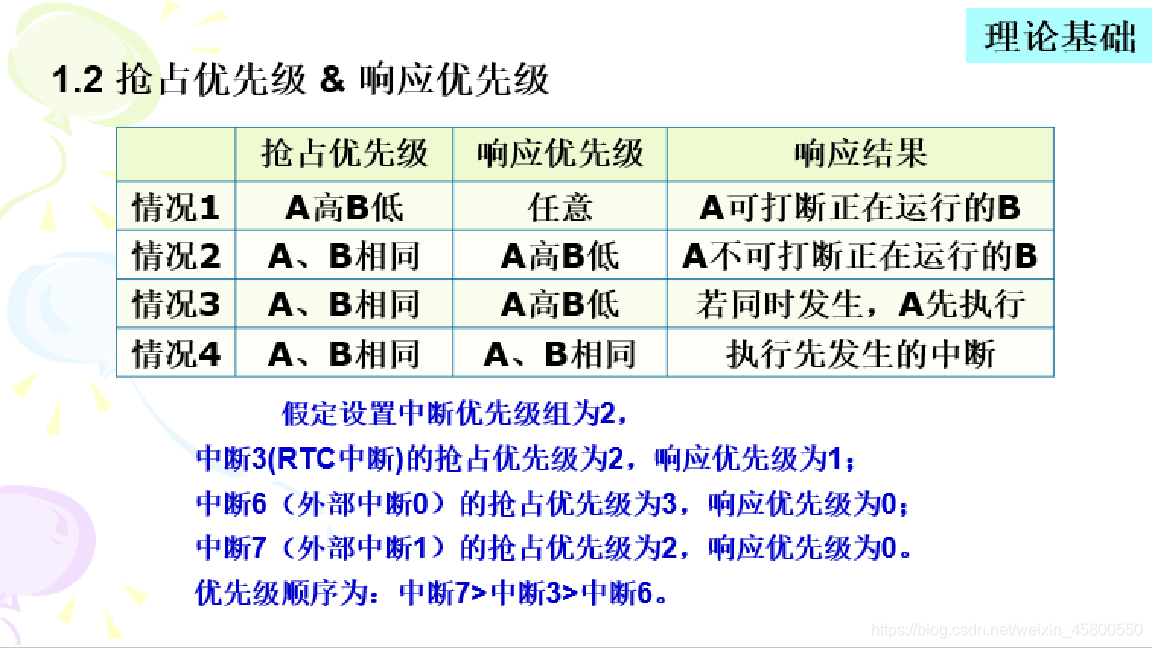 理论基础
1.2 抢占优先级 & 响应优先级
抢占优先级 响应优先级 响应结果
情况1 A高B低 任意 A可打断正在运行的B
情况2 A、B相同 A高B低 A不可打断正在运行的B
情况3 A、B相同 A高B低 若同时发生，A先执行
情况4 A、B相同 A、B相同 执行先发生的中断
假定设置中断优先级组为2，
中断3(RTC中断)的抢占优先级为2，响应优先级为1；
中断6（外部中断0）的抢占优先级为3，响应优先级为0；
中断7（外部中断1）的抢占优先级为2，响应优先级为0。
优先级顺序为：中断7>中断3>中断6。
https://blog.csdn.net/weixin_45800550